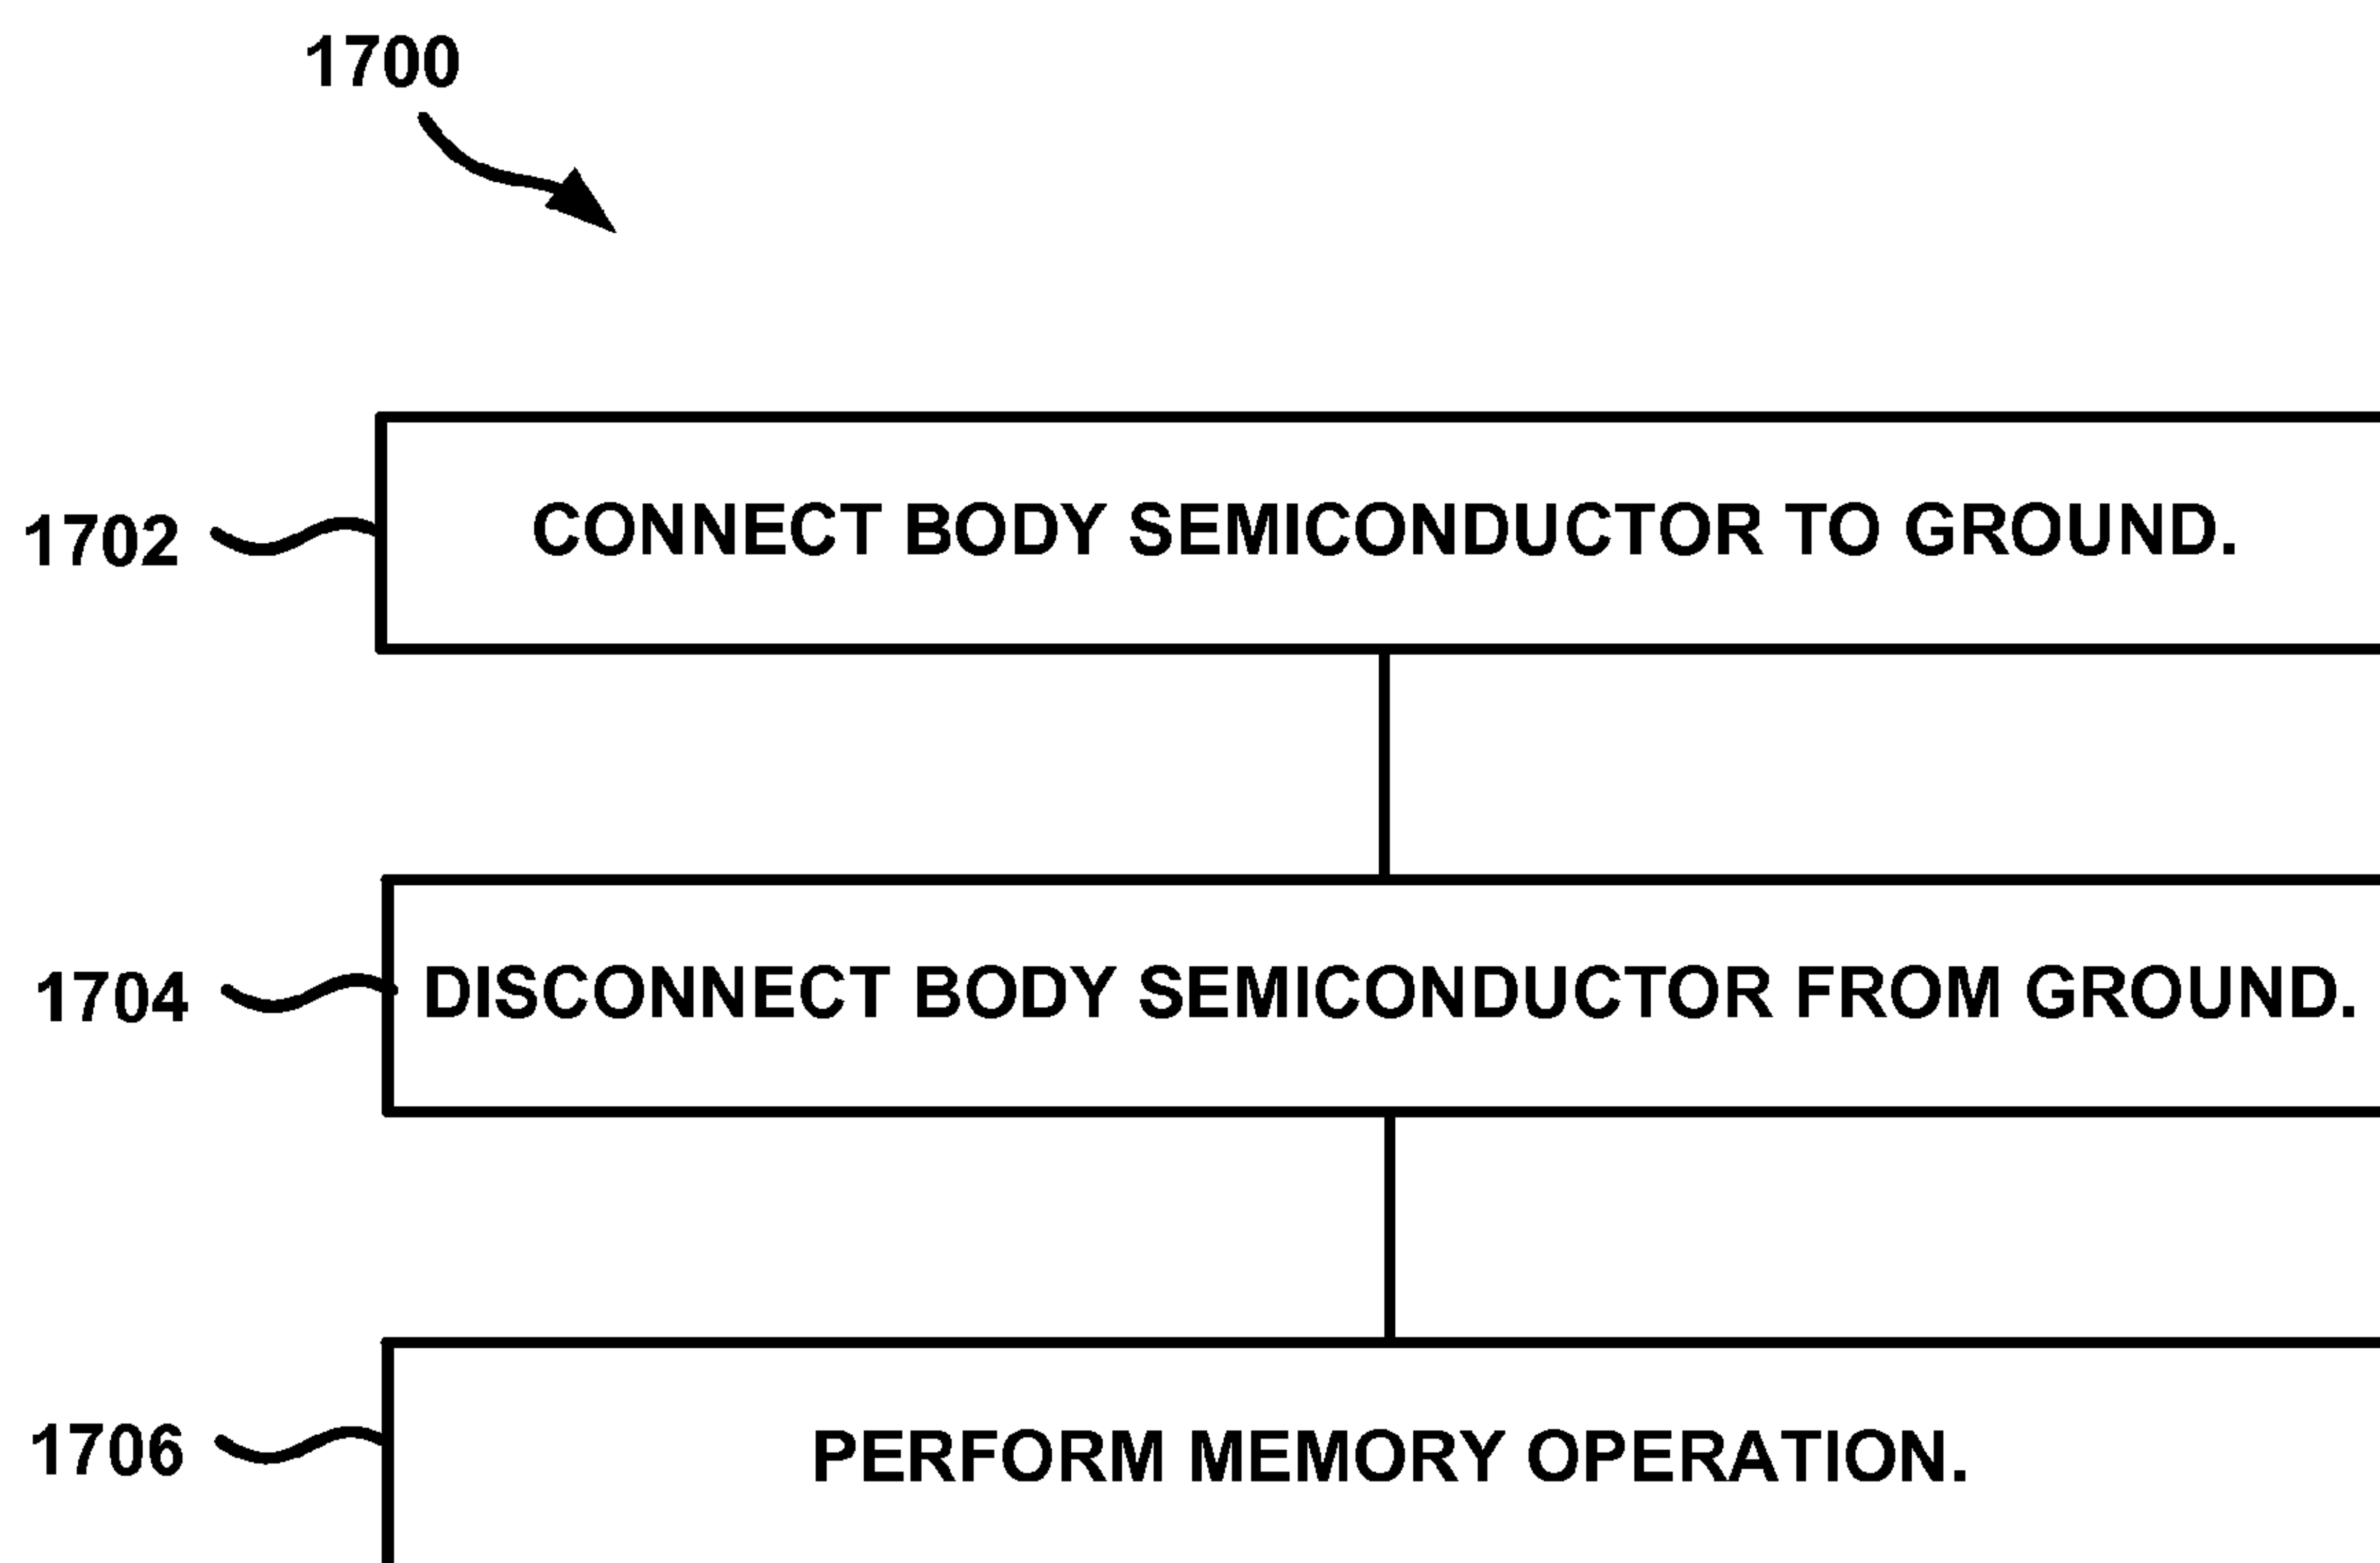 1700
1702
CONNECT BODY SEMICONDUCTOR TO GROUND.
1704
DISCONNECT BODY SEMICONDUCTOR FROM GROUND.
1706
PERFORM MEMORY OPERATION.